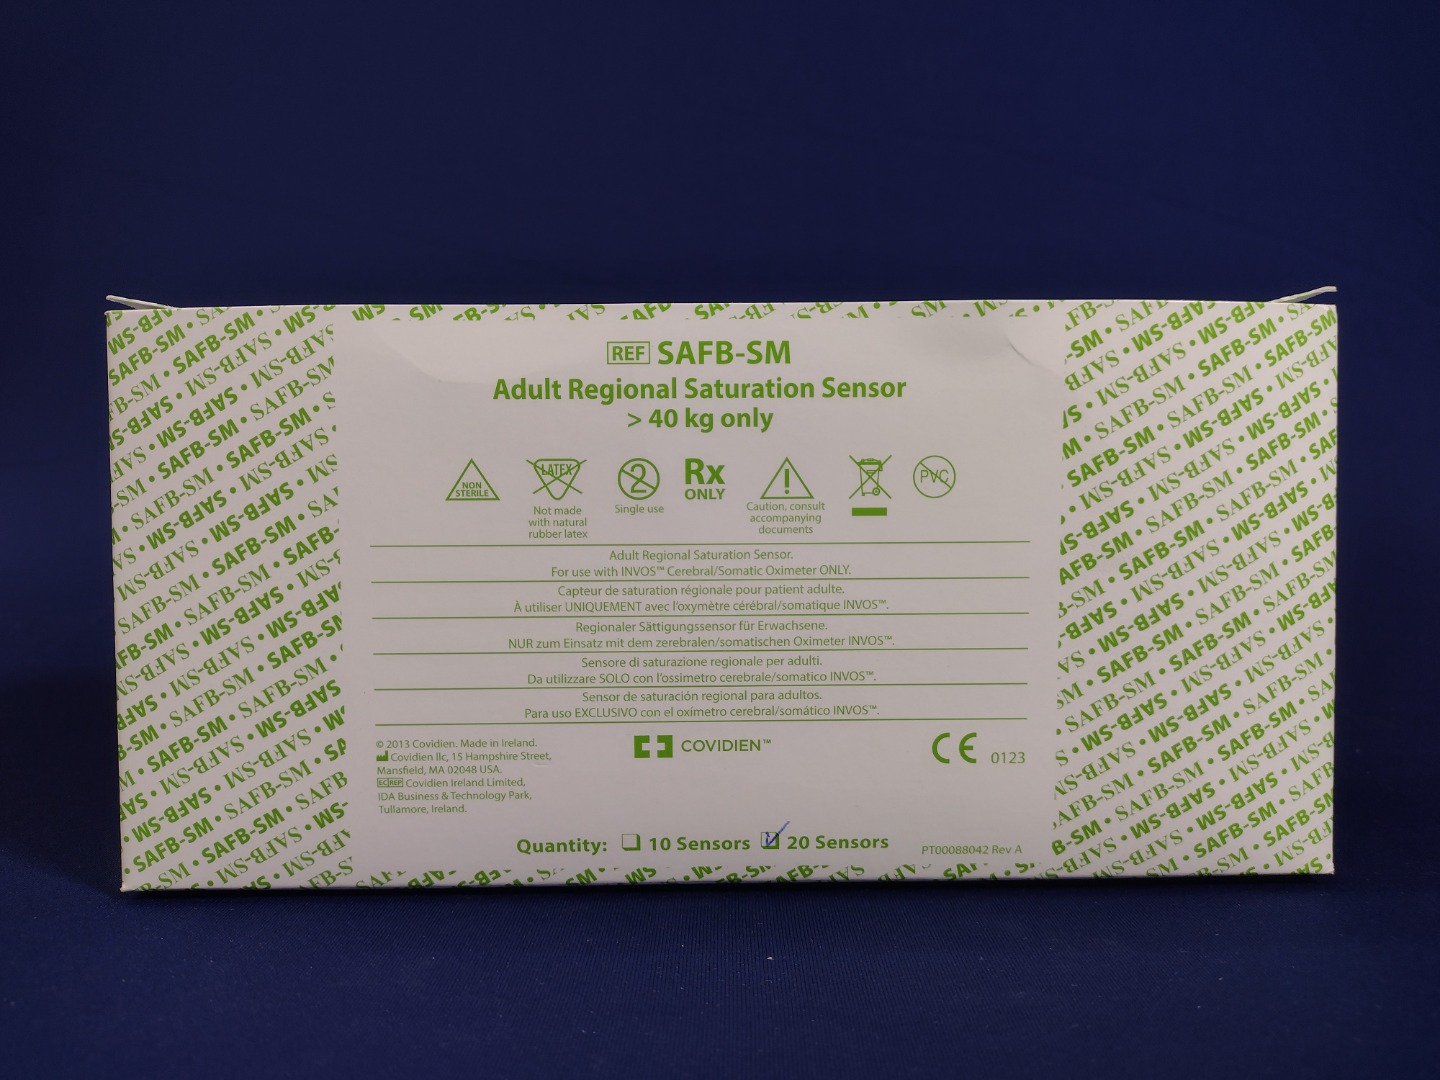 REF SAFB-SM
Adult Regional Saturation Sensor
> 40 kg only
NON
STERILE
LATEX
Not made
with natural
rubber latex
2
Single use
Rx
ONLY
!
Caution, consult
accompanying
documents
PVC
Adult Regional Saturation Sensor.
For use with INVOS™ Cerebral/Somatic Oximeter ONLY.
Capteur de saturation régionale pour patient adulte.
À utiliser UNIQUEMENT avec l'oxymètre cérébral/somatique INVOS™.
Regionaler Sättigungssensor für Erwachsene.
NUR zum Einsatz mit dem zerebralen/somatischen Oximeter INVOS™.
Sensore di saturazione regionale per adulti.
Da utilizzare SOLO con l'ossimetro cerebrale/somatico INVOS™.
Sensor de saturación regional para adultos.
Para uso EXCLUSIVO con el oxímetro cerebral/somático INVOS™.
© 2013 Covidien. Made in Ireland.
Covidien llc, 15 Hampshire Street,
Mansfield, MA 02048 USA.
EC REP Covidien Ireland Limited,
IDA Business & Technology Park,
Tullamore, Ireland.
COVIDIEN™
CE 0123
Quantity: 10 Sensors 20 Sensors
PT00088042 Rev A